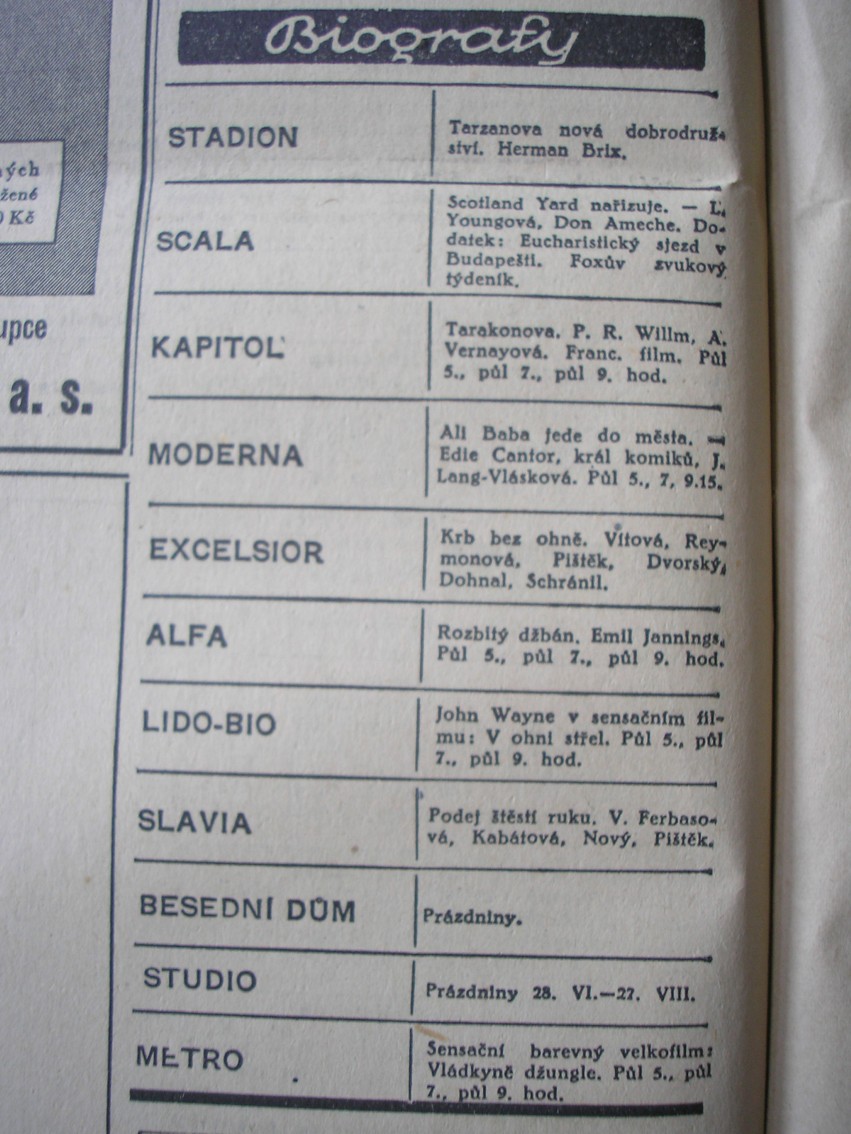 Biografy
ných
žené
0 Kč
upce
a. s.
STADION
Tarzanova nová dobrodruž-
ství. Herman Brix.
SCALA
Scotland Yard nařizuje. — L.
Youngová, Don Ameche. Do-
datek: Eucharistický sjezd v
Budapešti. Foxův zvukový
týdeník.
KAPITOL
Tarakonova. P. R. Willm, A.
Vernayová. Franc. film. Půl
5., půl 7., půl 9. hod.
MODERNA
Ali Baba jede do města. —
Edie Cantor, král komiků, J.
Lang-Vlásková. Půl 5., 7, 9.15.
EXCELSIOR
Krb bez ohně. Vítová, Rey-
monová, Pištěk, Dvorský,
Dohnal, Schránil.
ALFA
Rozbitý džbán. Emil Jannings.
Půl 5., půl 7., půl 9. hod.
LIDO-BIO
John Wayne v sensačním fil-
mu: V ohni střel. Půl 5., půl
7., půl 9. hod.
SLAVIA
Podej štěstí ruku. V. Ferbaso-
vá, Kabátová, Nový, Pištěk.
BESEDNÍ DŮM
Prázdniny.
STUDIO
Prázdniny 28. VI.—27. VIII.
METRO
Sensační barevný velkofilm:
Vládkyně džungle. Půl 5., půl
7., půl 9. hod.